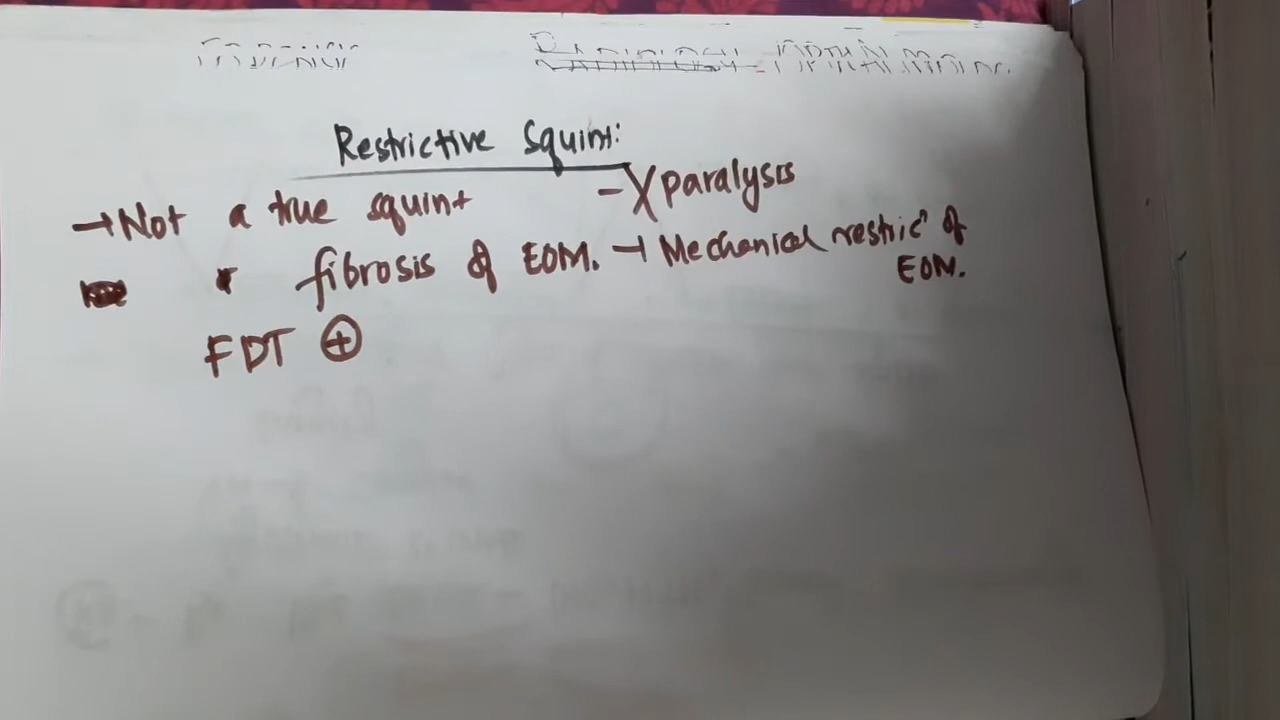 Restrictive Squint:
→ Not a true squint - X paralysis
fibrosis of EOM. → Mechanical restricⁿ of
EOM.
FDT ⊕